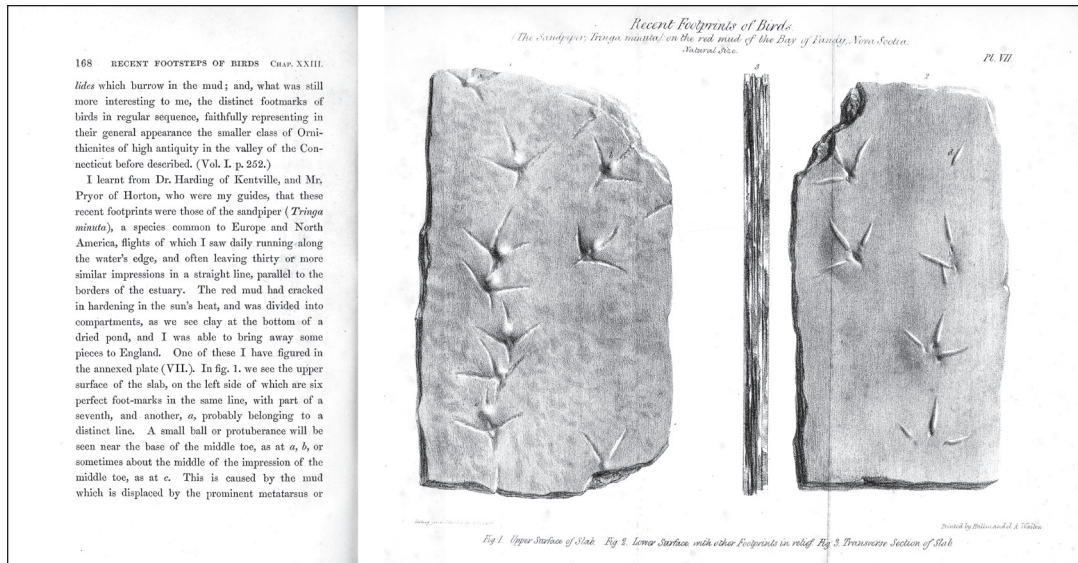 168 RECENT FOOTSTEPS OF BIRDS CHAP. XXIII.
lides which burrow in the mud; and, what was still
more interesting to me, the distinct footmarks of
birds in regular sequence, faithfully representing in
their general appearance the smaller class of Orni-
thicnites of high antiquity in the valley of the Con-
necticut before described. (Vol. I. p. 252.)
I learnt from Dr. Harding of Kentville, and Mr.
Pryor of Horton, who were my guides, that these
recent footprints were those of the sandpiper (Tringa
minuta), a species common to Europe and North
America, flights of which I saw daily running along
the water's edge, and often leaving thirty or more
similar impressions in a straight line, parallel to the
borders of the estuary. The red mud had cracked
in hardening in the sun's heat, and was divided into
compartments, as we see clay at the bottom of a
dried pond, and I was able to bring away some
pieces to England. One of these I have figured in
the annexed plate (VII.). In fig. 1. we see the upper
surface of the slab, on the left side of which are six
perfect foot-marks in the same line, with part of a
seventh, and another, a, probably belonging to a
distinct line. A small ball or protuberance will be
seen near the base of the middle toe, as at a, b, or
sometimes about the middle of the impression of the
middle toe, as at c. This is caused by the mud
which is displaced by the prominent metatarsus or
Recent Footprints of Birds.
(The Sandpiper, Tringa minuta) on the red mud of the Bay of Fundy, Nova Scotia.
Natural Size.
Pl. VII
1
3
2
d
Printed by Hullmandel & Walton
Fig 1. Upper Surface of Slab. Fig 2. Lower Surface, with other Footprints in relief. Fig 3. Transverse Section of Slab.